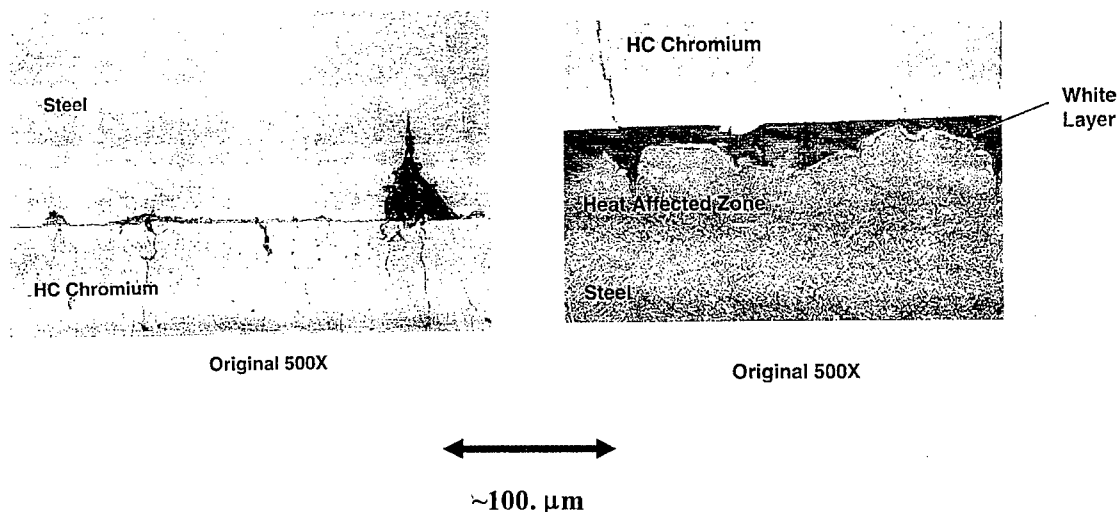 Steel
HC Chromium
Original 500X
HC Chromium
White
Layer
Heat Affected Zone
Steel
Original 500X
~100. μm